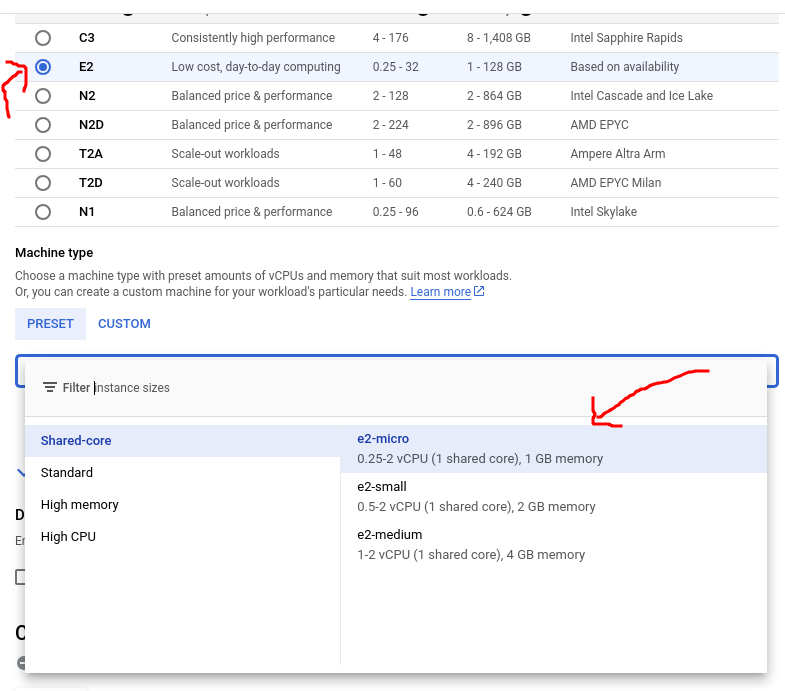 C3 Consistently high performance 4 - 176 8 - 1,408 GB Intel Sapphire Rapids
E2 Low cost, day-to-day computing 0.25 - 32 1 - 128 GB Based on availability
N2 Balanced price & performance 2 - 128 2 - 864 GB Intel Cascade and Ice Lake
N2D Balanced price & performance 2 - 224 2 - 896 GB AMD EPYC
T2A Scale-out workloads 1 - 48 4 - 192 GB Ampere Altra Arm
T2D Scale-out workloads 1 - 60 4 - 240 GB AMD EPYC Milan
N1 Balanced price & performance 0.25 - 96 0.6 - 624 GB Intel Skylake
Machine type
Choose a machine type with preset amounts of vCPUs and memory that suit most workloads.
Or, you can create a custom machine for your workload's particular needs. Learn more
PRESET CUSTOM
Filter instance sizes
Shared-core
Standard
High memory
High CPU
e2-micro
0.25-2 vCPU (1 shared core), 1 GB memory
e2-small
0.5-2 vCPU (1 shared core), 2 GB memory
e2-medium
1-2 vCPU (1 shared core), 4 GB memory